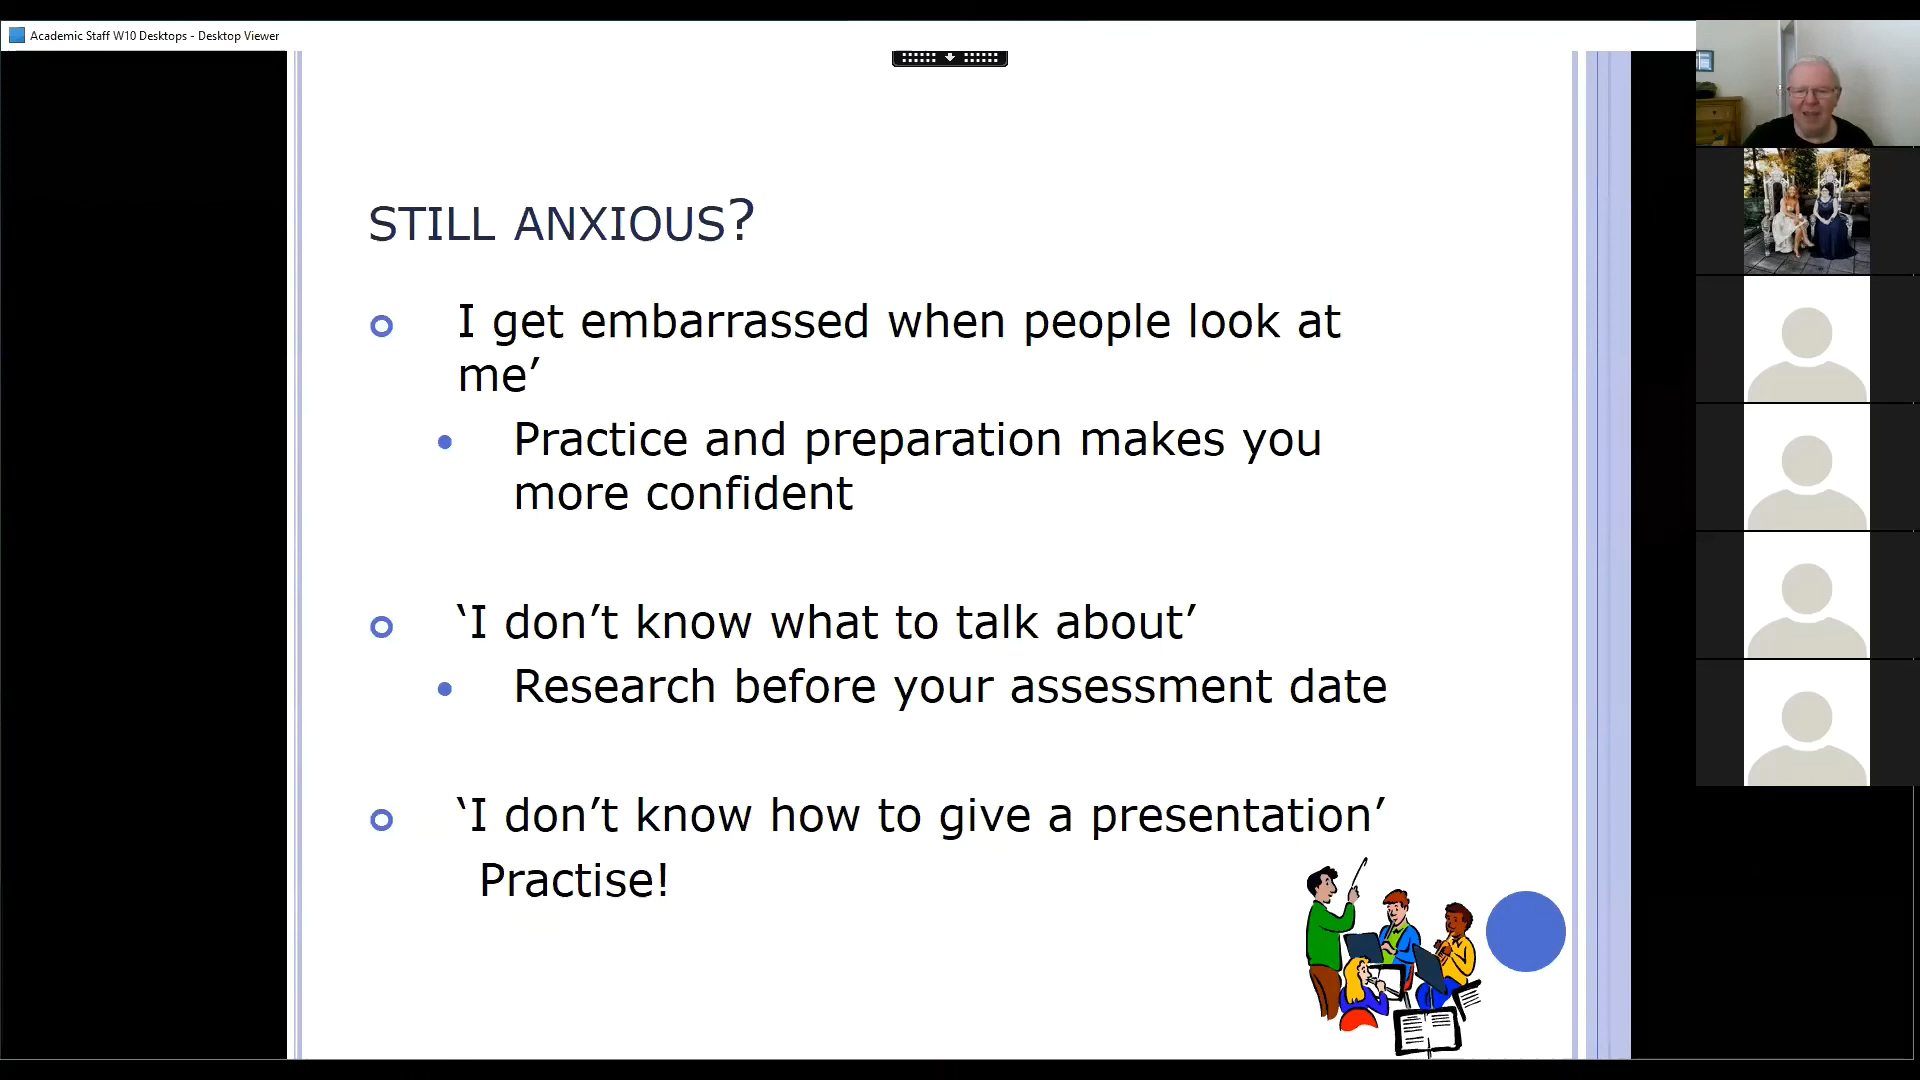 Academic Staff W10 Desktops - Desktop Viewer
STILL ANXIOUS?
I get embarrassed when people look at
me’
Practice and preparation makes you
more confident
‘I don’t know what to talk about’
Research before your assessment date
‘I don’t know how to give a presentation’
Practise!